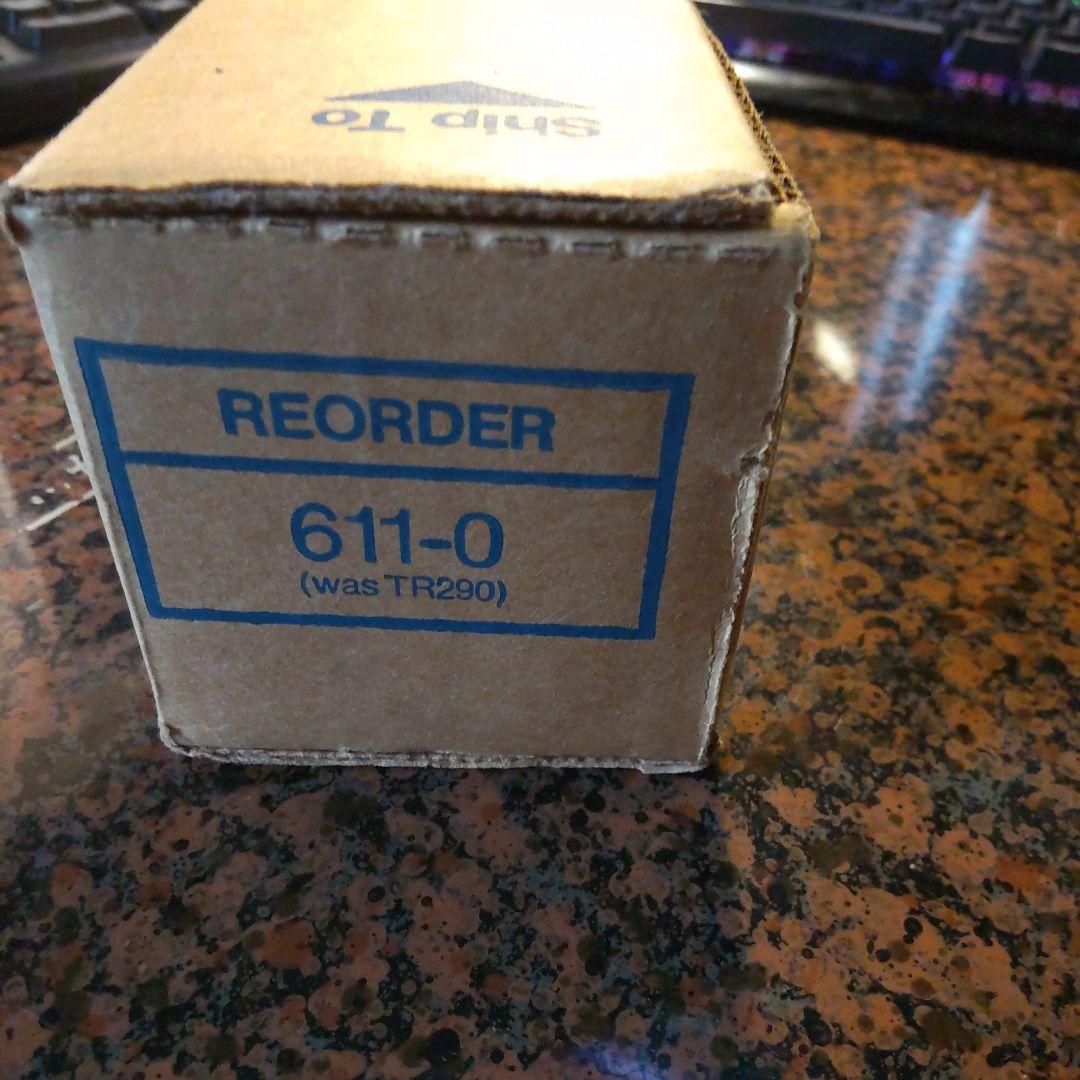 Ship To
REORDER
611-0
(was TR290)